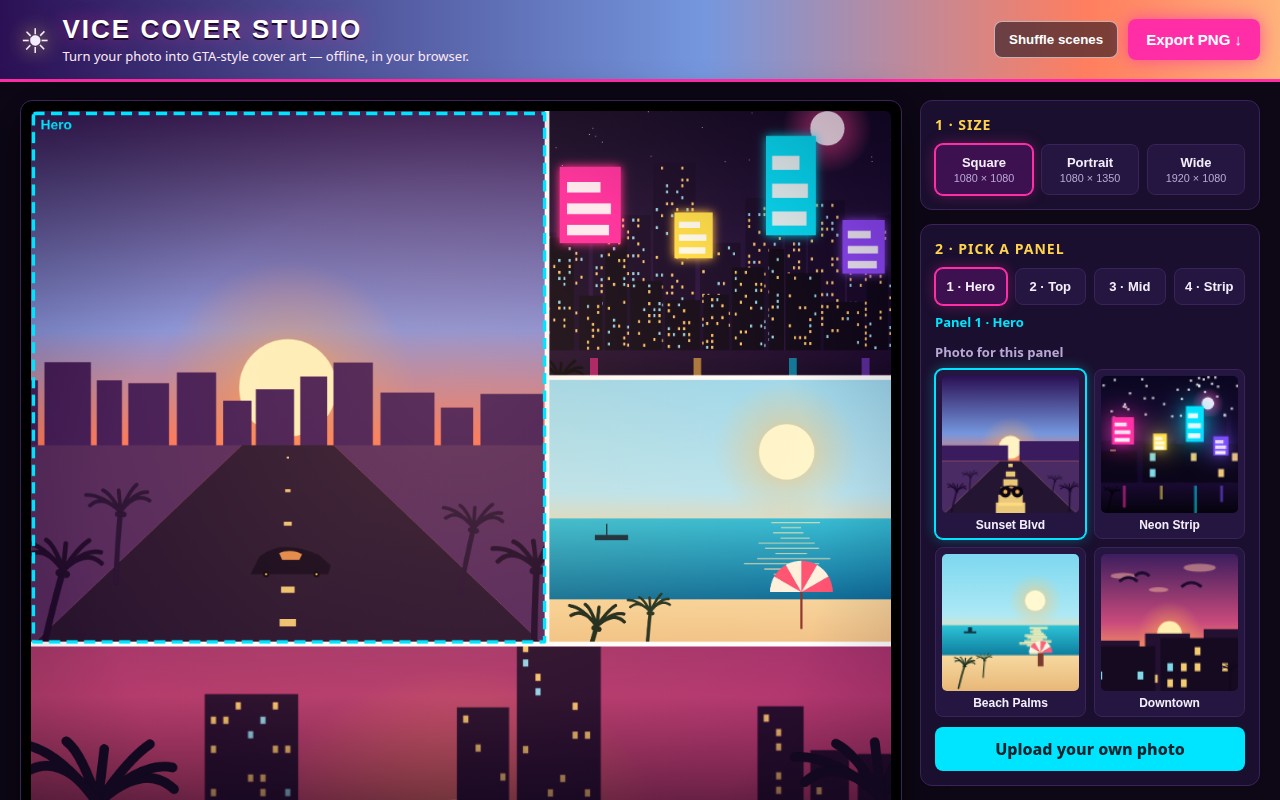 VICE COVER STUDIO
Turn your photo into GTA-style cover art — offline, in your browser.
Shuffle scenes
Export PNG ↓
Hero
1 · SIZE
Square
1080 × 1080
Portrait
1080 × 1350
Wide
1920 × 1080
2 · PICK A PANEL
1 · Hero
2 · Top
3 · Mid
4 · Strip
Panel 1 · Hero
Photo for this panel
Sunset Blvd
Neon Strip
Beach Palms
Downtown
Upload your own photo